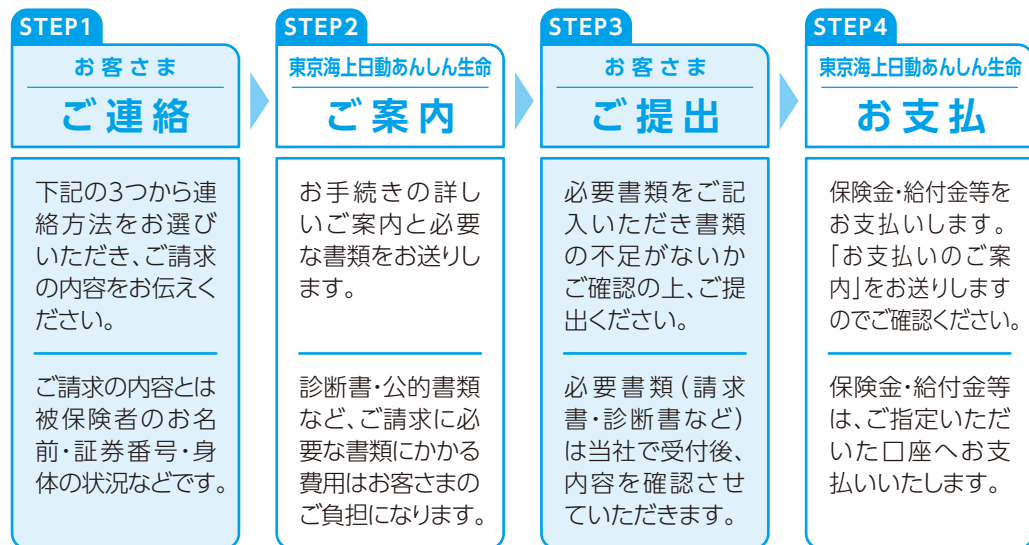 STEP1
お客さま
ご連絡
下記の3つから連
絡方法をお選び
いただき、ご請求
の内容をお伝えく
ださい。
ご請求の内容とは
被保険者のお名
前・証券番号・身
体の状況などです。
STEP2
東京海上日動あんしん生命
ご案内
お手続きの詳し
いご案内と必要
な書類をお送りし
ます。
診断書・公的書類
など、ご請求に必
要な書類にかかる
費用はお客さまの
ご負担になります。
STEP3
お客さま
ご提出
必要書類をご記
入いただき書類
の不足がないか
ご確認の上、ご提
出ください。
必要書類(請求
書・診断書など)
は当社で受付後、
内容を確認させ
ていただきます。
STEP4
東京海上日動あんしん生命
お支払
保険金・給付金等を
お支払いします。
「お支払いのご案
内」をお送りします
のでご確認ください。
保険金・給付金等
は、ご指定いただ
いた口座へお支
払いいたします。